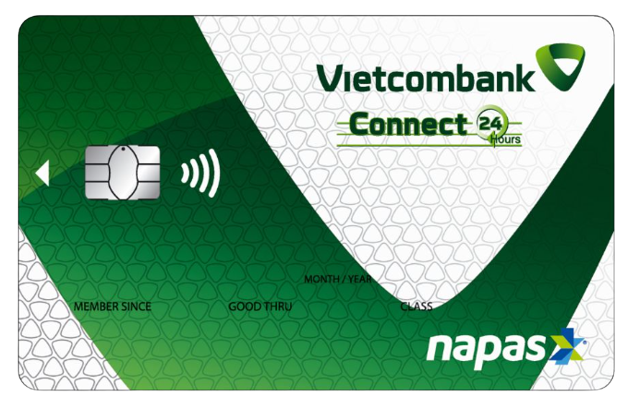 Vietcombank
Connect 24
Hours
MONTH / YEAR
MEMBER SINCE GOOD THRU CLASS
napas